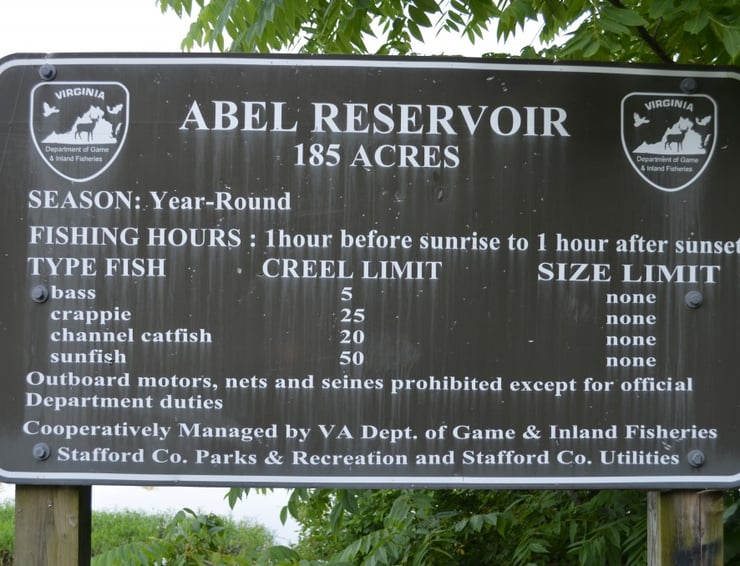 VIRGINIA
Department of Game
& Inland Fisheries
VIRGINIA
Department of Game
& Inland Fisheries
ABEL RESERVOIR
185 ACRES
SEASON: Year-Round
FISHING HOURS : 1hour before sunrise to 1 hour after sunset
TYPE FISH CREEL LIMIT SIZE LIMIT
bass 5 none
crappie 25 none
channel catfish 20 none
sunfish 50 none
Outboard motors, nets and seines prohibited except for official
Department duties
Cooperatively Managed by VA Dept. of Game & Inland Fisheries
Stafford Co. Parks & Recreation and Stafford Co. Utilities